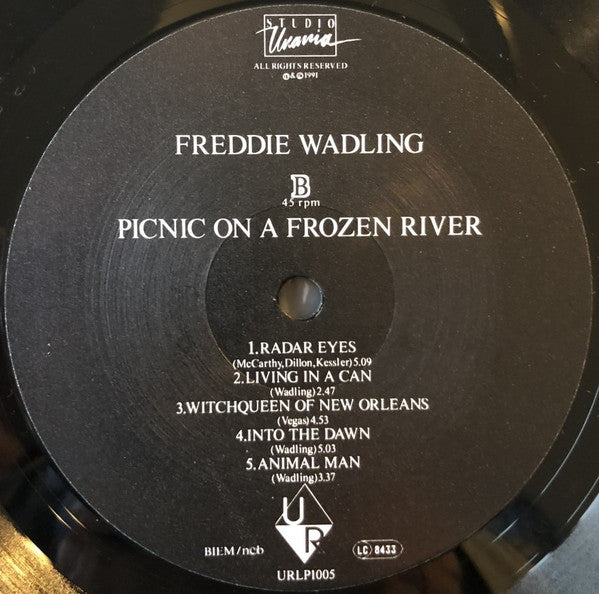 STUDIO
Urania
ALL RIGHTS RESERVED
℗&©1991
FREDDIE WADLING
B
45 rpm
PICNIC ON A FROZEN RIVER
1.RADAR EYES
(McCarthy,Dillon,Kessler)5.09
2.LIVING IN A CAN
(Wadling)2.47
3.WITCHQUEEN OF NEW ORLEANS
(Vegas)4.53
4.INTO THE DAWN
(Wadling)5.03
5.ANIMAL MAN
(Wadling)3.37
UR
BIEM/ncb
LC 8433
URLP1005